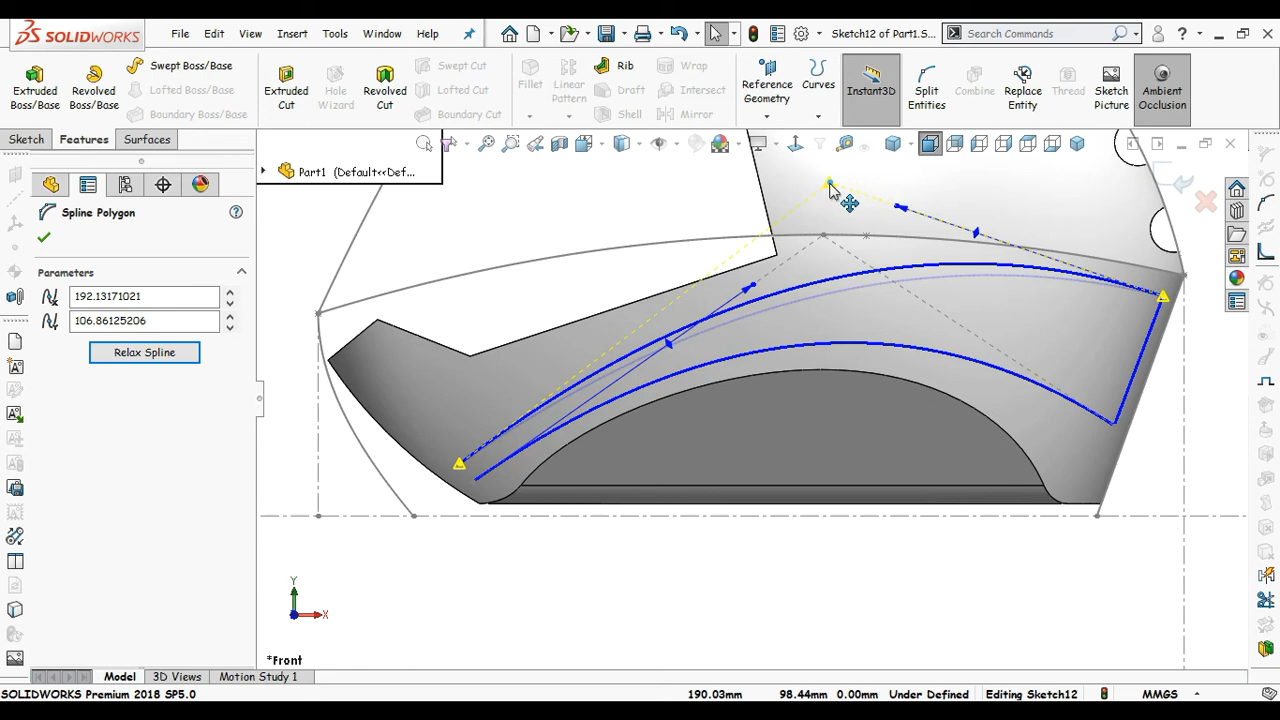 SOLIDWORKS File Edit View Insert Tools Window Help Sketch12 of Part1.S... Search Commands ?
Extruded Boss/Base
Revolved Boss/Base
Swept Boss/Base
Lofted Boss/Base
Boundary Boss/Base
Extruded Cut
Hole Wizard
Revolved Cut
Swept Cut
Lofted Cut
Boundary Cut
Fillet
Linear Pattern
Rib
Draft
Shell
Wrap
Intersect
Mirror
Reference Geometry
Curves
Instant3D
Split Entities
Combine
Replace Entity
Thread
Sketch Picture
Ambient Occlusion
Sketch Features Surfaces
Part1 (Default<<Def...
Spline Polygon ?
Parameters
192.13171021
106.86125206
Relax Spline
Y
X
*Front
Model 3D Views Motion Study 1
SOLIDWORKS Premium 2018 SP5.0 190.03mm 98.44mm 0.00mm Under Defined Editing Sketch12 MMGS